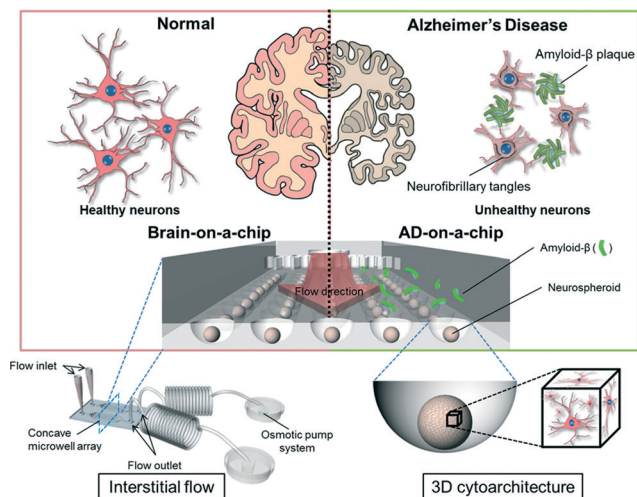 Normal
Alzheimer's Disease
Amyloid-β plaque
Neurofibrillary tangles
Healthy neurons
Unhealthy neurons
Brain-on-a-chip
AD-on-a-chip
Amyloid-β ( )
Flow direction
Neurospheroid
Flow inlet
Concave
microwell array
Flow outlet
Osmotic pump
system
Interstitial flow
3D cytoarchitecture